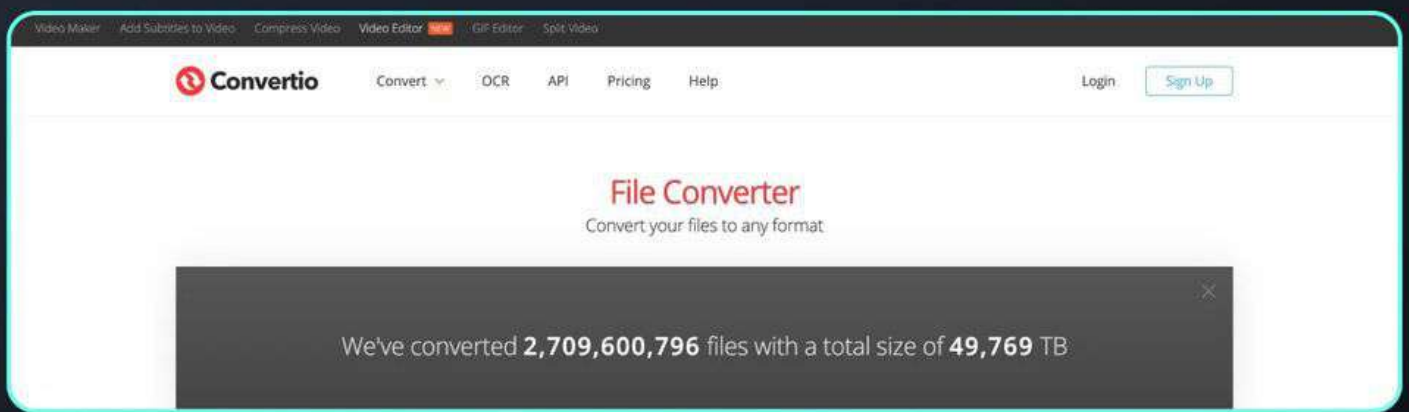 Video Maker Add Subtitles to Video Compress Video Video Editor NEW GIF Editor Split Video
Convertio Convert OCR API Pricing Help Login Sign Up
File Converter
Convert your files to any format
We've converted 2,709,600,796 files with a total size of 49,769 TB